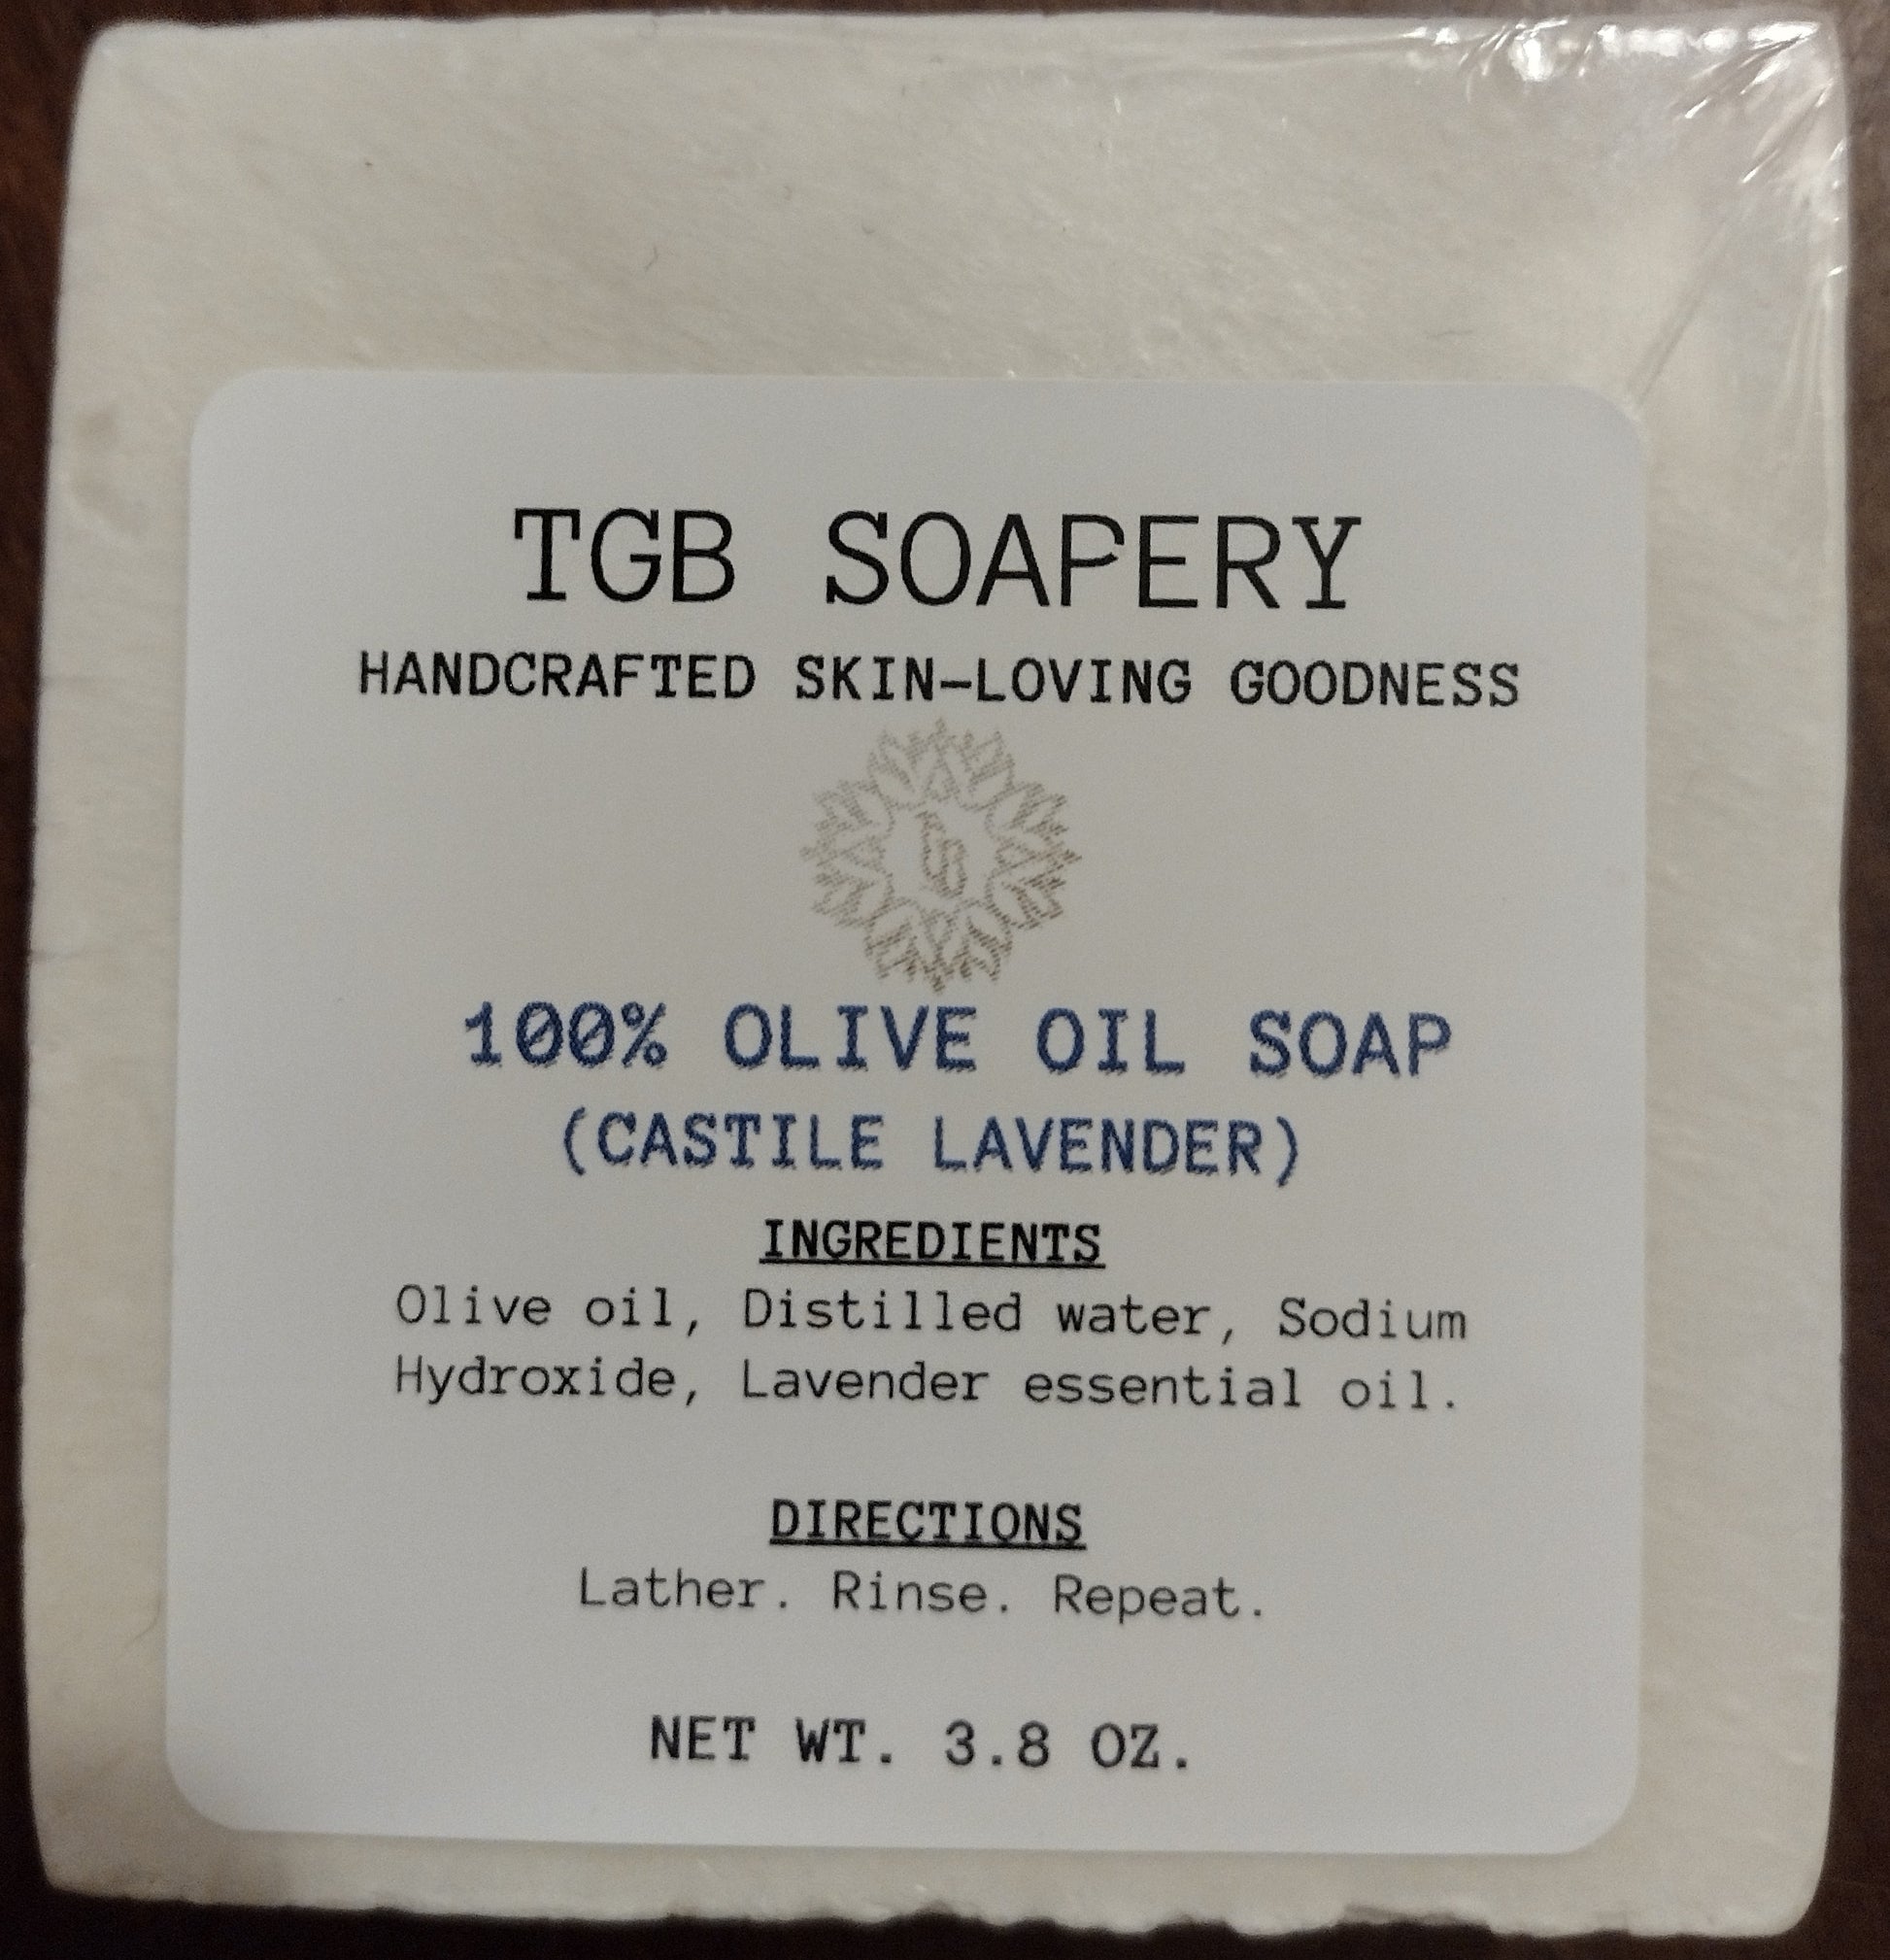 TGB SOAPERY
HANDCRAFTED SKIN-LOVING GOODNESS
100% OLIVE OIL SOAP
(CASTILE LAVENDER)
INGREDIENTS
Olive oil, Distilled water, Sodium
Hydroxide, Lavender essential oil.
DIRECTIONS
Lather. Rinse. Repeat.
NET WT. 3.8 OZ.